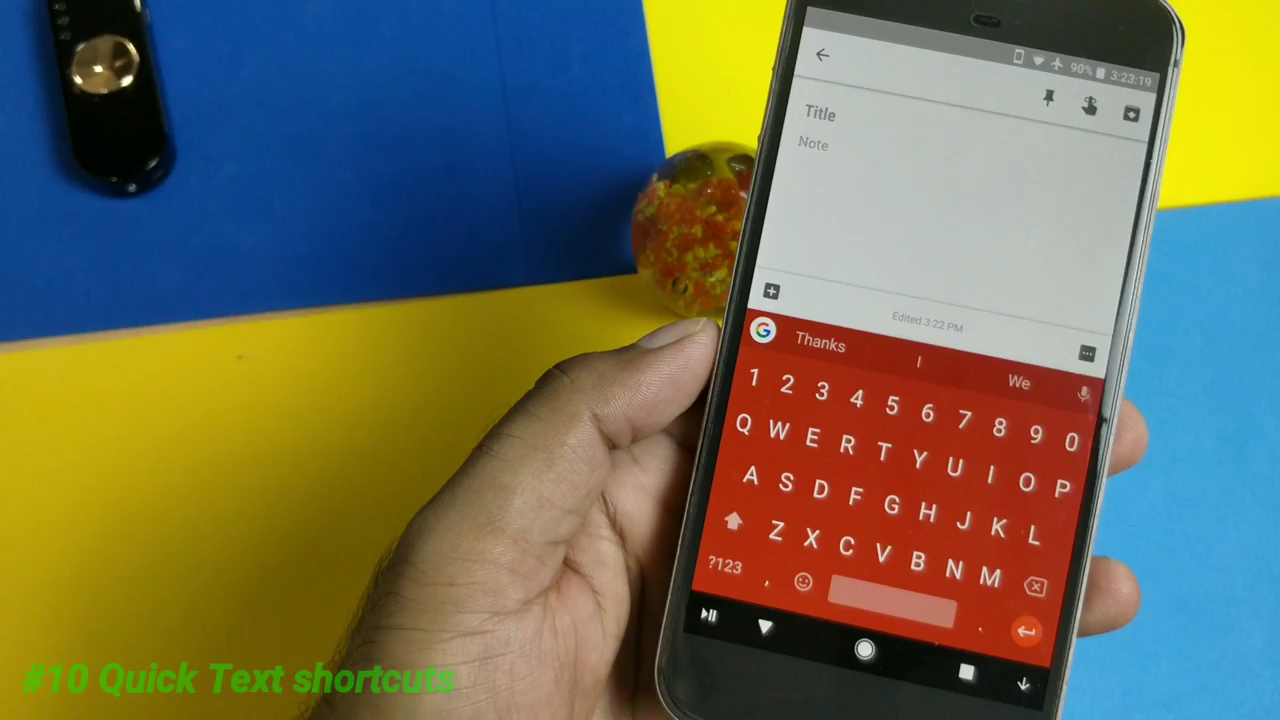 90% 3:23:19
Title
Note
Edited 3:22 PM
G Thanks I We
1 2 3 4 5 6 7 8 9 0
Q W E R T Y U I O P
A S D F G H J K L
Z X C V B N M
?123 , .
#10 Quick Text shortcuts